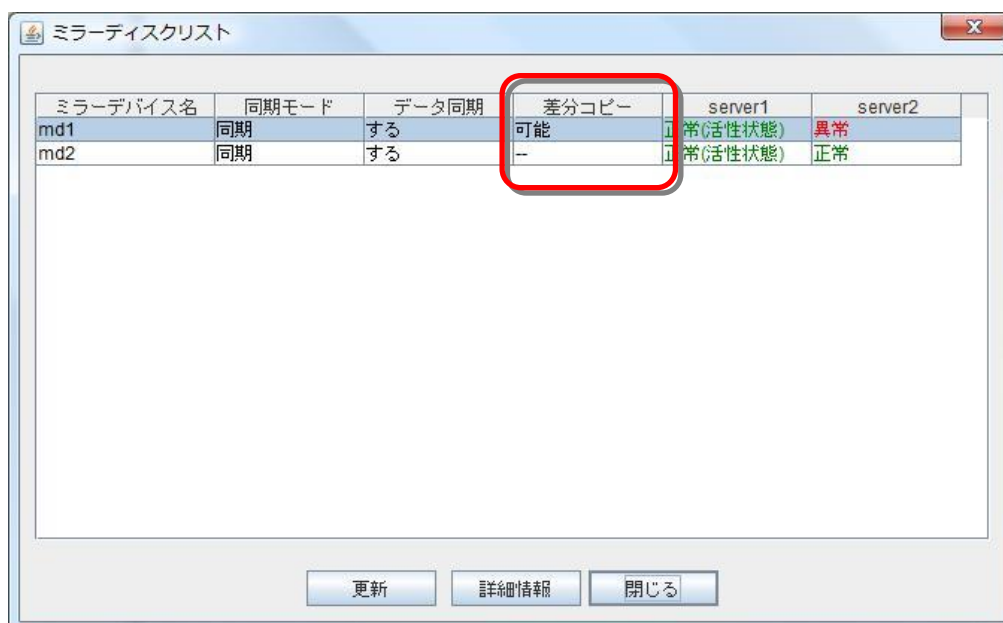 ミラーディスクリスト
ミラーデバイス名 同期モード データ同期 差分コピー server1 server2
md1 同期 する 可能 正常(活性状態) 異常
md2 同期 する -- 正常(活性状態) 正常
更新 詳細情報 閉じる